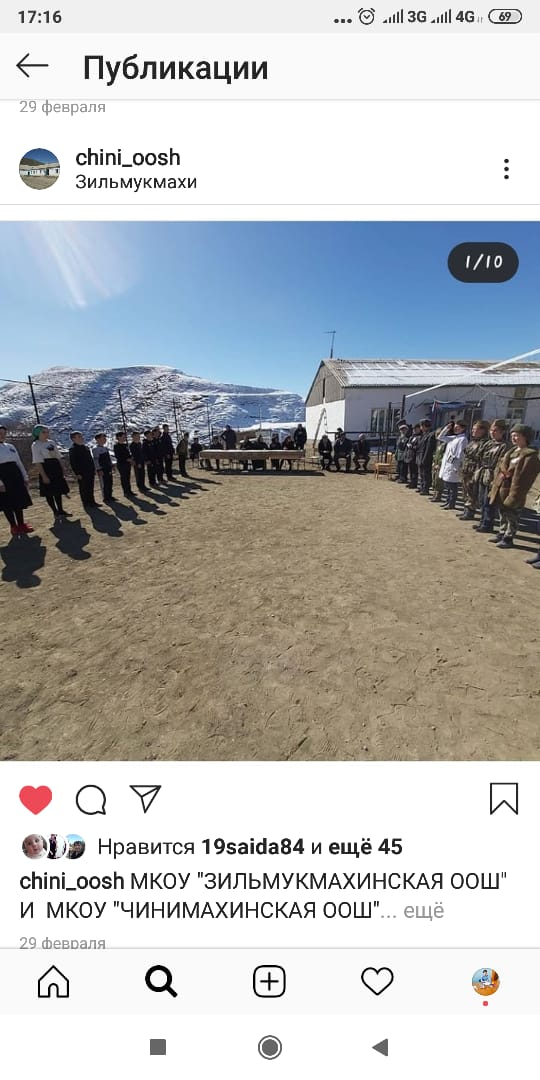 17:16
3G 4G 69
Публикации
29 февраля
chini_oosh
Зильмукмахи
1/10
Нравится 19saida84 и ещё 45
chini_oosh МКОУ "ЗИЛЬМУКМАХИНСКАЯ ООШ"
И МКОУ "ЧИНИМАХИНСКАЯ ООШ"... ещё
29 февраля